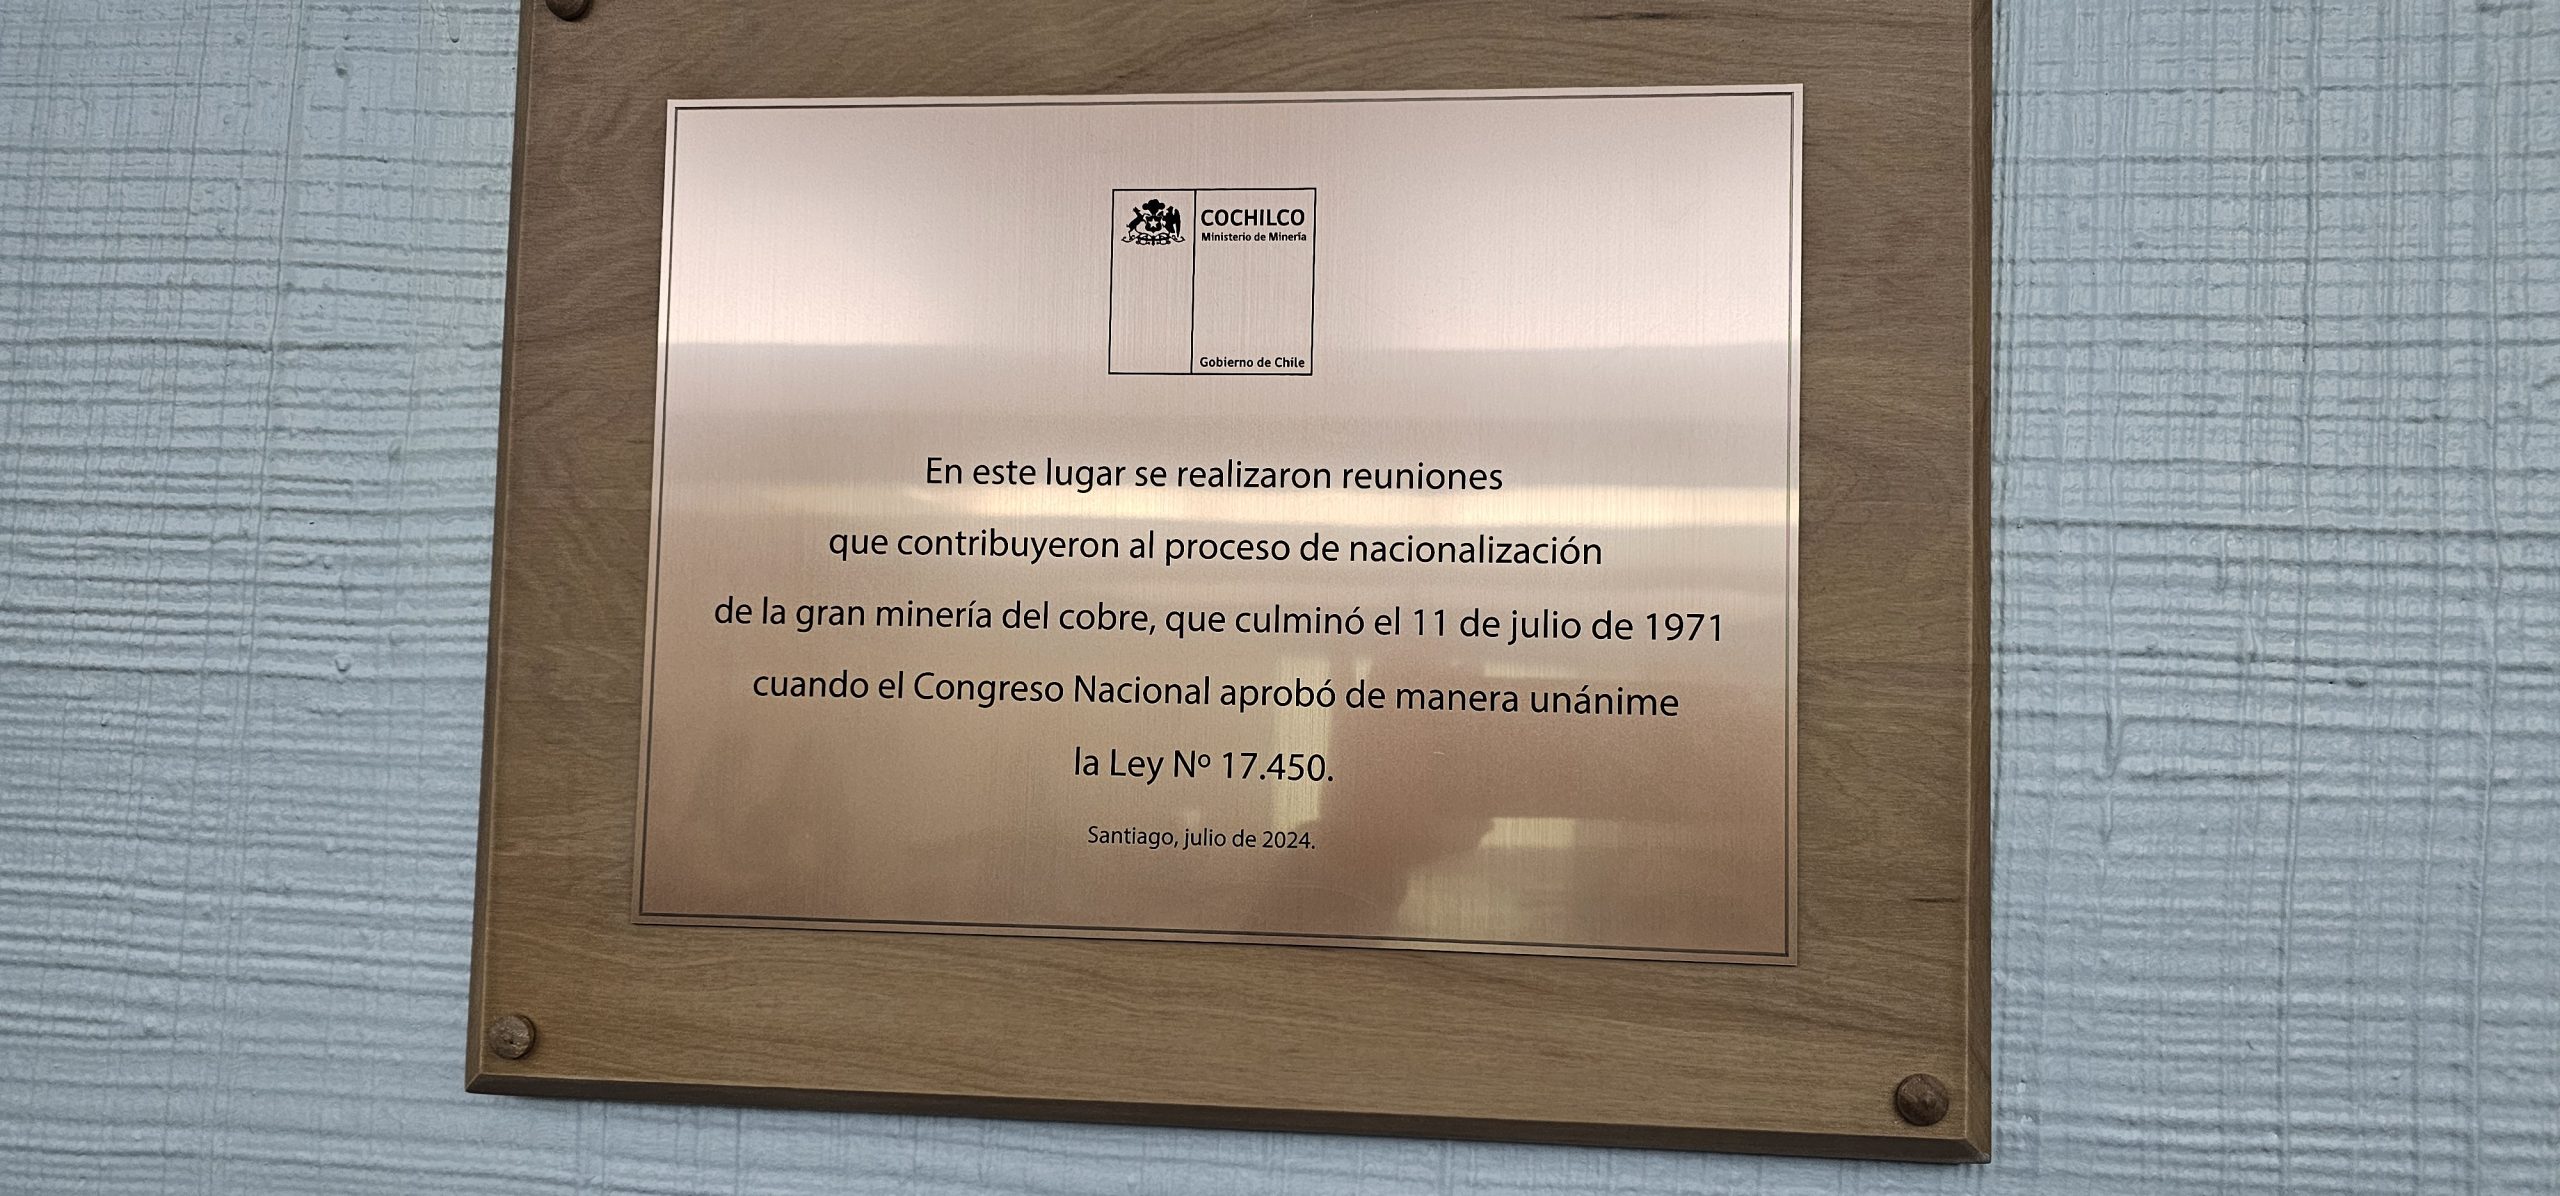 COCHILCO
Ministerio de Minería
Gobierno de Chile
En este lugar se realizaron reuniones
que contribuyeron al proceso de nacionalización
de la gran minería del cobre, que culminó el 11 de julio de 1971
cuando el Congreso Nacional aprobó de manera unánime
la Ley Nº 17.450.
Santiago, julio de 2024.